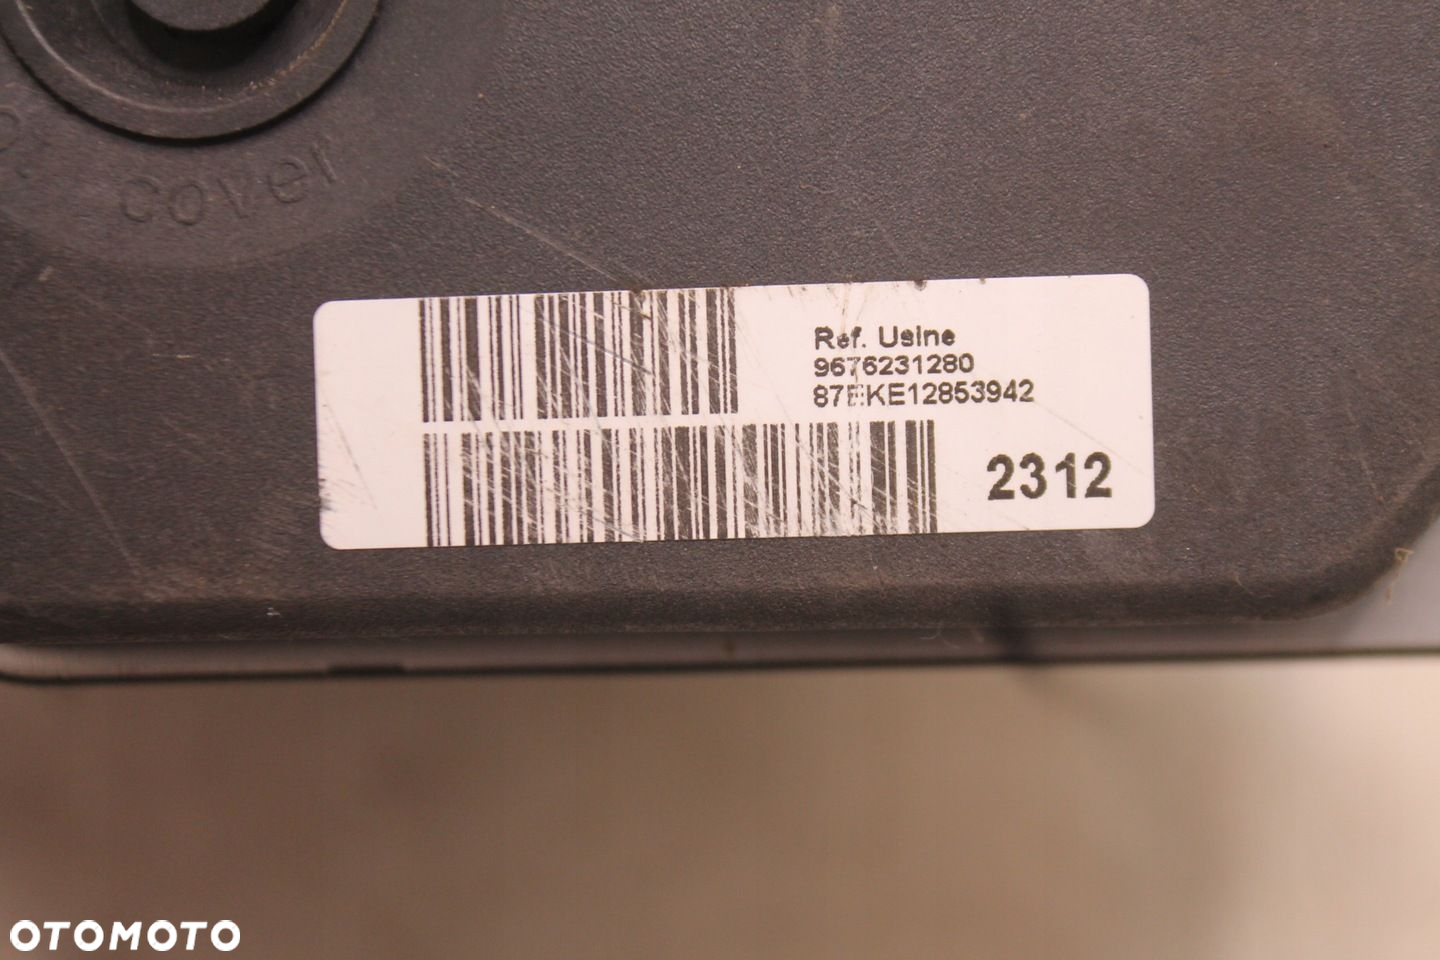 cover
Ref. Usine
9676231280
87EKE12853942
2312
OTOMOTO